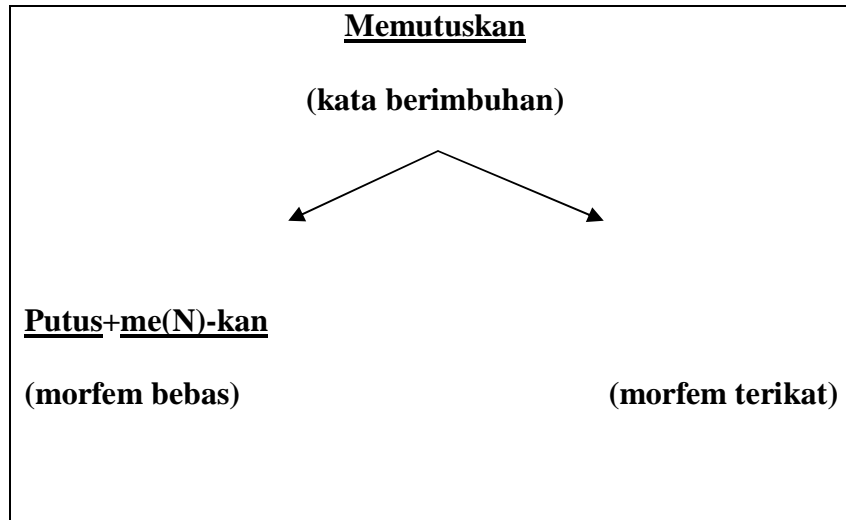 Memutuskan
(kata berimbuhan)
Putus+me(N)-kan
(morfem bebas) (morfem terikat)